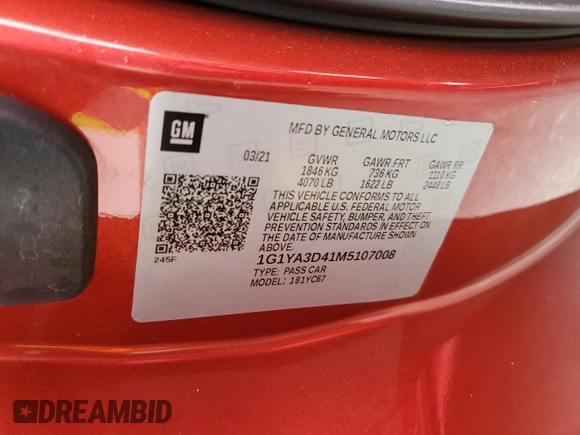 GM
MFD BY GENERAL MOTORS LLC
03/21 GVWR GAWR FRT GAWR RR
1846 KG 736 KG 1110 KG
4070 LB 1622 LB 2448 LB
THIS VEHICLE CONFORMS TO ALL
APPLICABLE U.S. FEDERAL MOTOR
VEHICLE SAFETY, BUMPER, AND THEFT
PREVENTION STANDARDS IN EFFECT ON
THE DATE OF MANUFACTURE SHOWN
ABOVE.
245F
1G1YA3D41M5107008
TYPE: PASS CAR
MODEL: 181YC67
DREAMBID